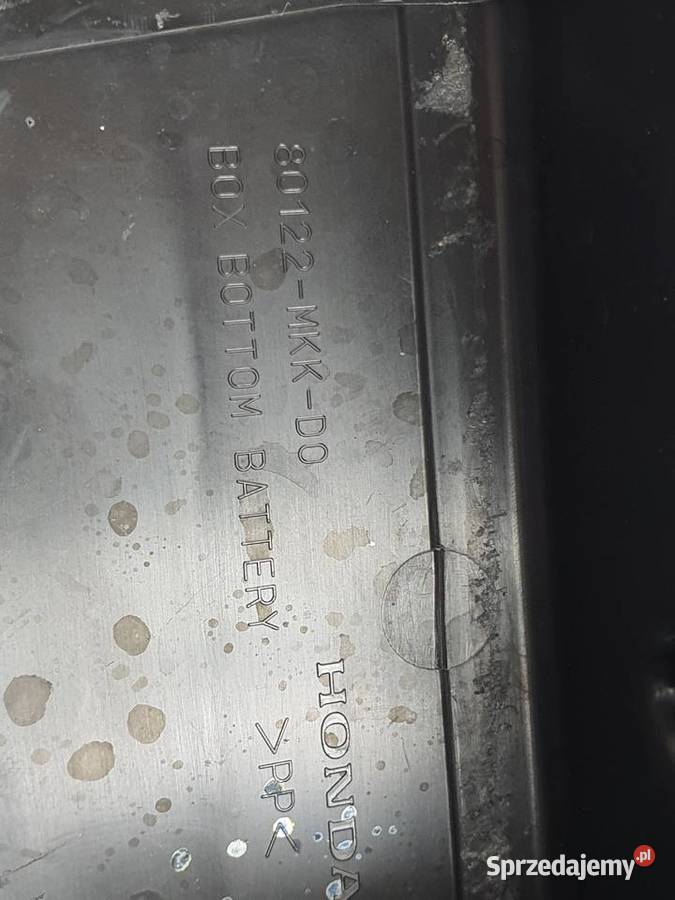 80122-MKK-D0
BOX BOTTOM BATTERY
HONDA
>PP<
Sprzedajemy.pl